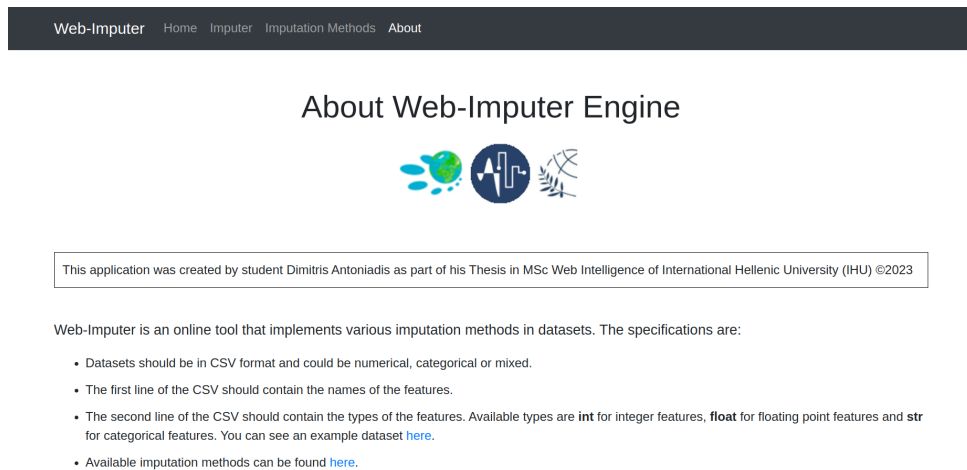 Web-Imputer Home Imputer Imputation Methods About
About Web-Imputer Engine
This application was created by student Dimitris Antoniadis as part of his Thesis in MSc Web Intelligence of International Hellenic University (IHU) ©2023
Web-Imputer is an online tool that implements various imputation methods in datasets. The specifications are:
• Datasets should be in CSV format and could be numerical, categorical or mixed.
• The first line of the CSV should contain the names of the features.
• The second line of the CSV should contain the types of the features. Available types are int for integer features, float for floating point features and str
for categorical features. You can see an example dataset here.
• Available imputation methods can be found here.